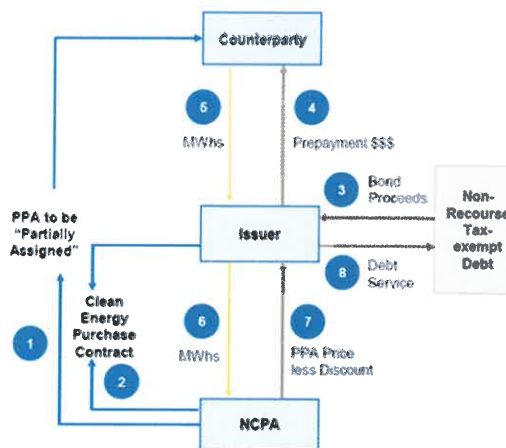 Counterparty
5
4
MWhs
Prepayment $$$
3
Bond
Proceeds
Non-
Recourse
Tax-
exempt
Debt
PPA to be
"Partially
Assigned"
Issuer
8
Debt
Service
Clean
Energy
Purchase
Contract
1
2
6
7
MWhs
PPA Price
less Discount
NCPA